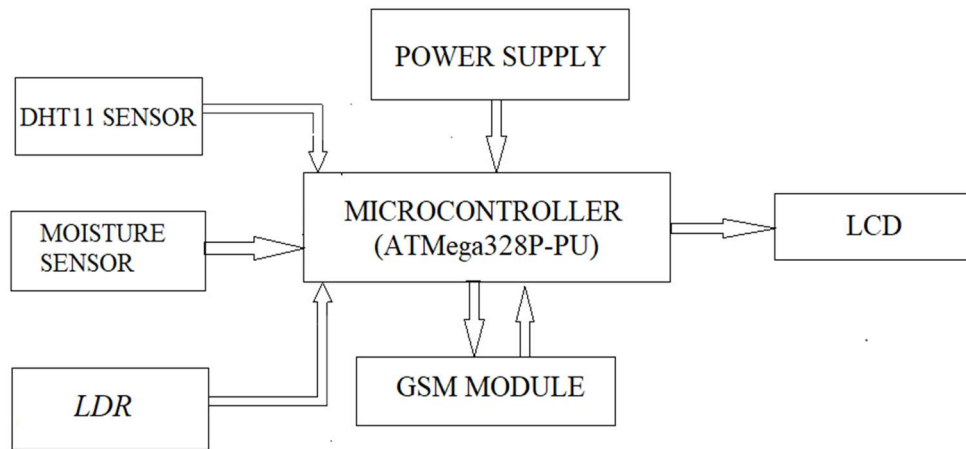 POWER SUPPLY
DHT11 SENSOR
MICROCONTROLLER
(ATMega328P-PU)
LCD
MOISTURE
SENSOR
GSM MODULE
LDR